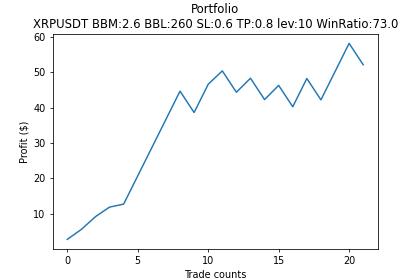 Portfolio
XRPUSDT BBM:2.6 BBL:260 SL:0.6 TP:0.8 lev:10 WinRatio:73.0
60
50
40
30
20
10
Profit ($)
0 5 10 15 20
Trade counts